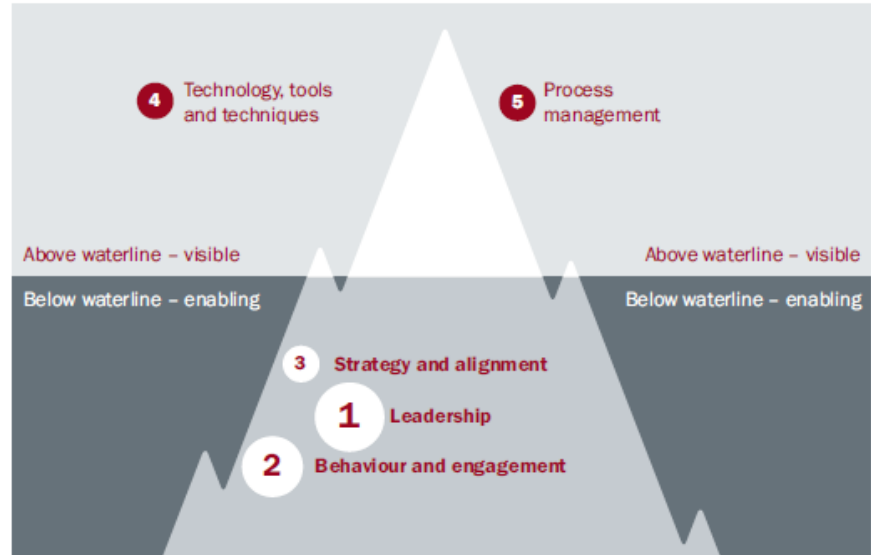 4 Technology, tools
and techniques
5 Process
management
Above waterline – visible
Above waterline – visible
Below waterline – enabling
Below waterline – enabling
3 Strategy and alignment
1 Leadership
2 Behaviour and engagement